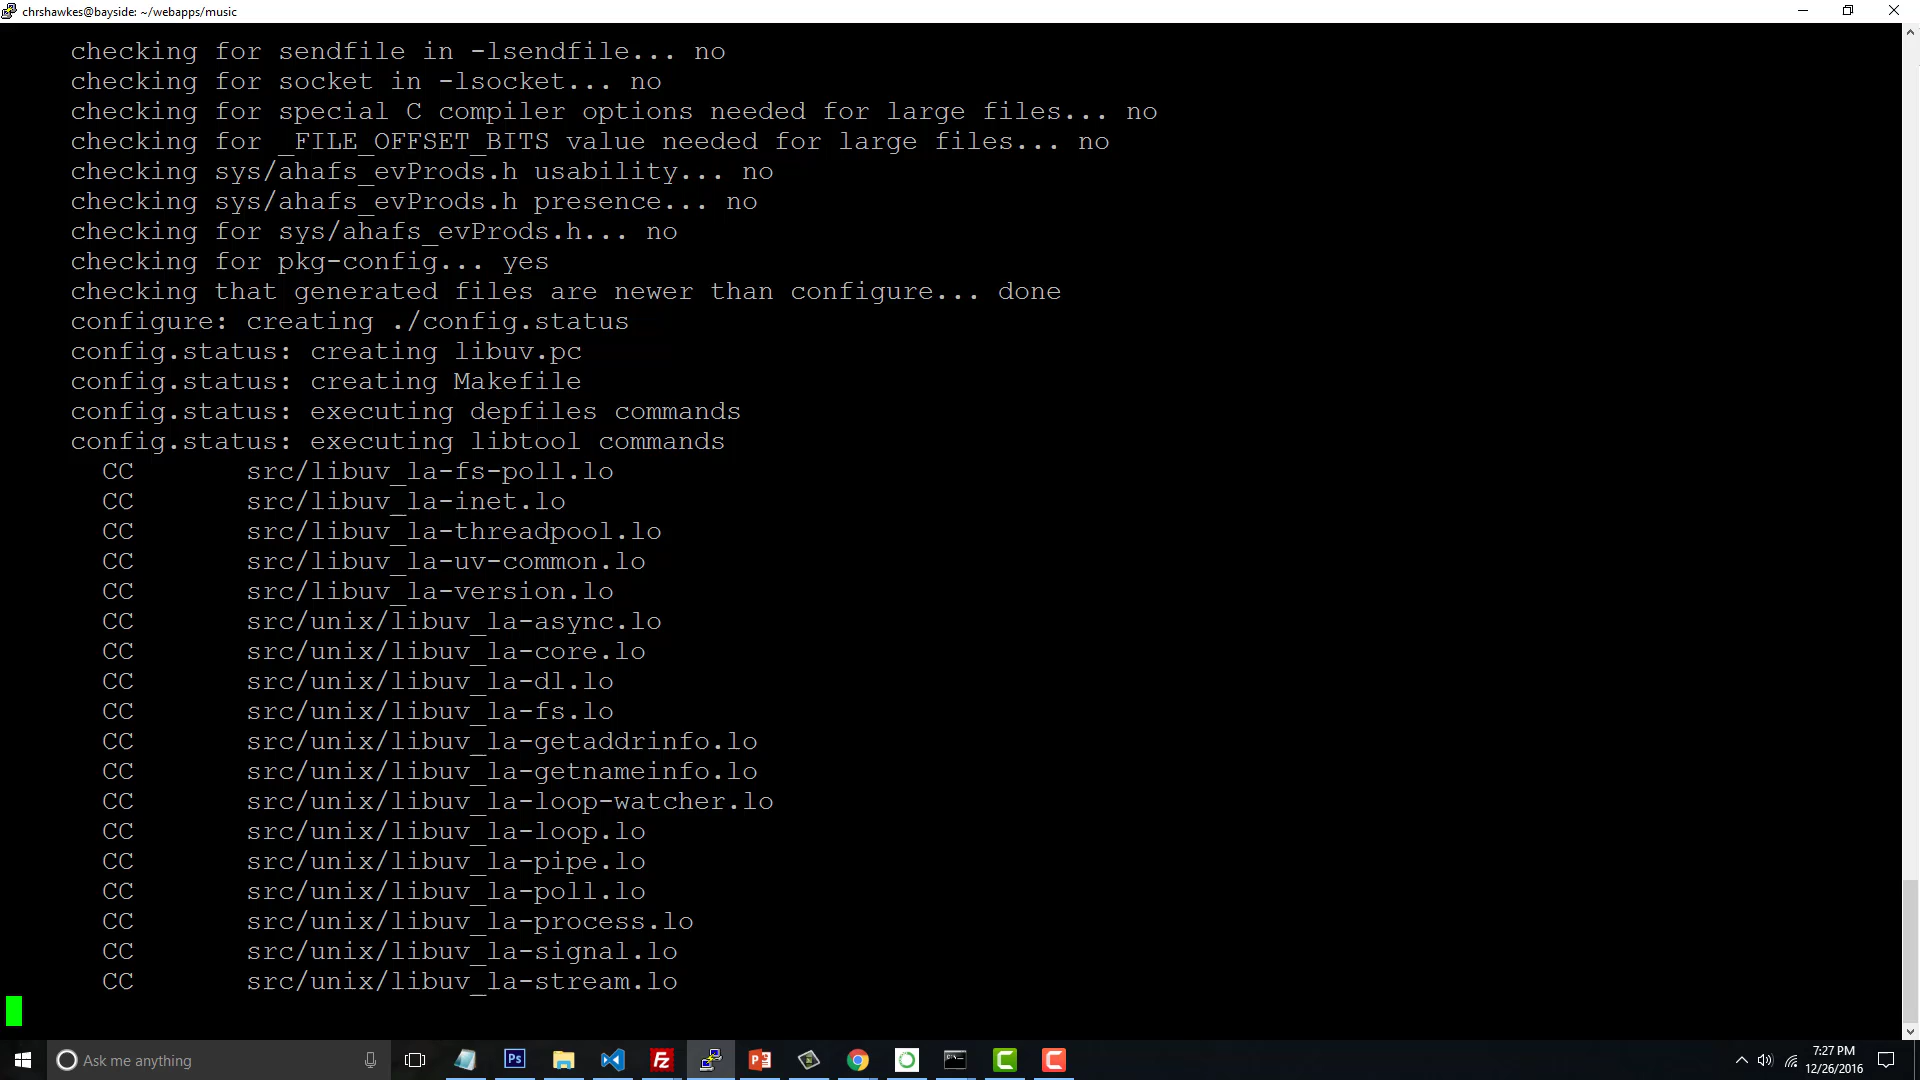 chrshawkes@bayside: ~/webapps/music
checking for sendfile in -lsendfile... no
checking for socket in -lsocket... no
checking for special C compiler options needed for large files... no
checking for _FILE_OFFSET_BITS value needed for large files... no
checking sys/ahafs_evProds.h usability... no
checking sys/ahafs_evProds.h presence... no
checking for sys/ahafs_evProds.h... no
checking for pkg-config... yes
checking that generated files are newer than configure... done
configure: creating ./config.status
config.status: creating libuv.pc
config.status: creating Makefile
config.status: executing depfiles commands
config.status: executing libtool commands
CC src/libuv_la-fs-poll.lo
CC src/libuv_la-inet.lo
CC src/libuv_la-threadpool.lo
CC src/libuv_la-uv-common.lo
CC src/libuv_la-version.lo
CC src/unix/libuv_la-async.lo
CC src/unix/libuv_la-core.lo
CC src/unix/libuv_la-dl.lo
CC src/unix/libuv_la-fs.lo
CC src/unix/libuv_la-getaddrinfo.lo
CC src/unix/libuv_la-getnameinfo.lo
CC src/unix/libuv_la-loop-watcher.lo
CC src/unix/libuv_la-loop.lo
CC src/unix/libuv_la-pipe.lo
CC src/unix/libuv_la-poll.lo
CC src/unix/libuv_la-process.lo
CC src/unix/libuv_la-signal.lo
CC src/unix/libuv_la-stream.lo
Ask me anything
Ps
Fz
P
C
C
7:27 PM
12/26/2016